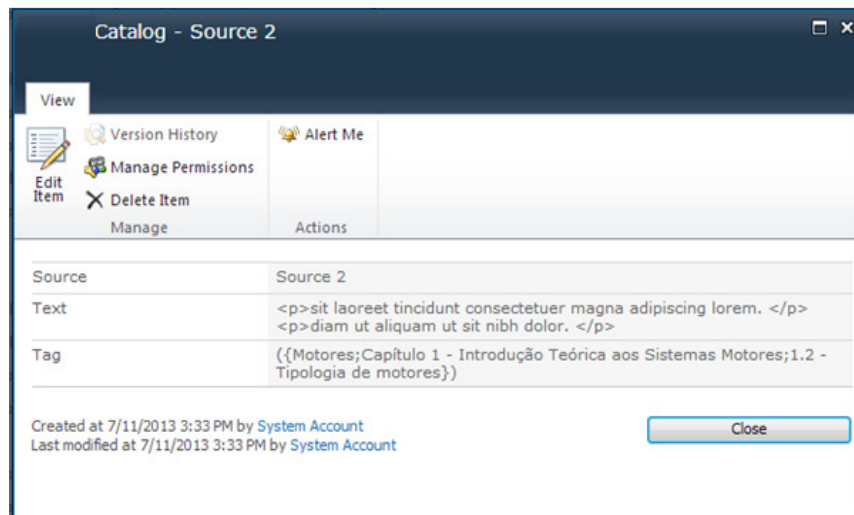 Catalog - Source 2
View
Edit
Item
Version History
Manage Permissions
Delete Item
Manage
Alert Me
Actions
Source
Source 2
Text
<p>sit laoreet tincidunt consectetuer magna adipiscing lorem. </p>
<p>diam ut aliquam ut sit nibh dolor. </p>
Tag
({Motores;Capítulo 1 - Introdução Teórica aos Sistemas Motores;1.2 -
Tipologia de motores})
Created at 7/11/2013 3:33 PM by System Account
Last modified at 7/11/2013 3:33 PM by System Account
Close